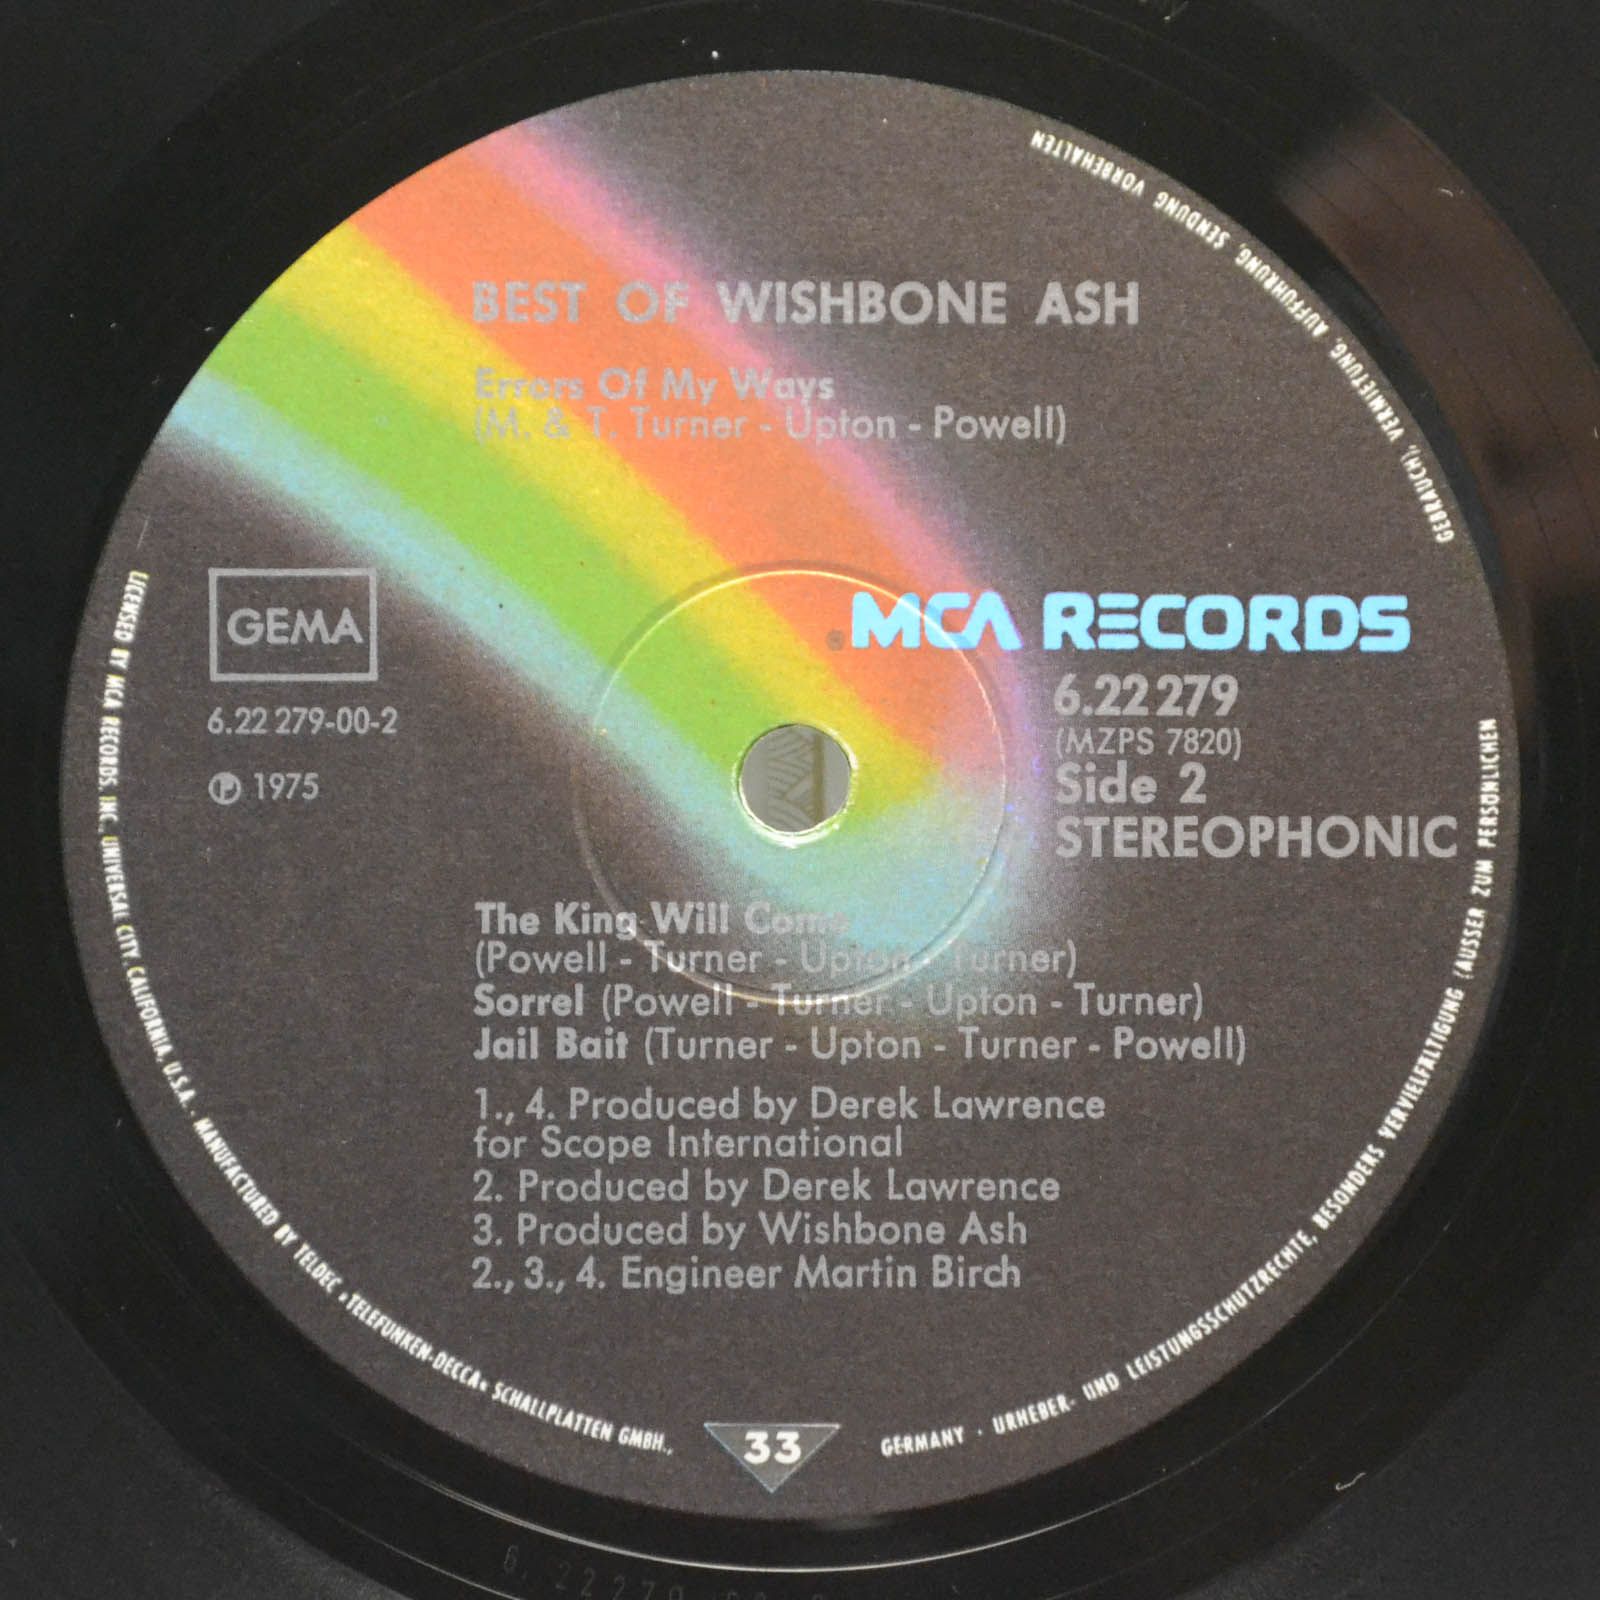 BEST OF WISHBONE ASH
Errors Of My Ways
(M. & T. Turner - Upton - Powell)
GEMA
6.22 279-00-2
℗ 1975
MCA RECORDS
6.22 279
(MZPS 7820)
Side 2
STEREOPHONIC
The King Will Come
(Powell - Turner - Upton - Turner)
Sorrel (Powell - Turner - Upton - Turner)
Jail Bait (Turner - Upton - Turner - Powell)
1., 4. Produced by Derek Lawrence
for Scope International
2. Produced by Derek Lawrence
3. Produced by Wishbone Ash
2., 3., 4. Engineer Martin Birch
33
LICENSED BY MCA RECORDS, INC., UNIVERSAL CITY, CALIFORNIA, U.S.A. · MANUFACTURED BY TELDEC »TELEFUNKEN-DECCA« SCHALLPLATTEN GMBH., GERMANY · URHEBER- UND LEISTUNGSSCHUTZRECHTE, BESONDERS VERVIELFÄLTIGUNG (AUSSER ZUM PERSÖNLICHEN GEBRAUCH), VERMIETUNG, AUFFÜHRUNG, SENDUNG VORBEHALTEN
6.22279